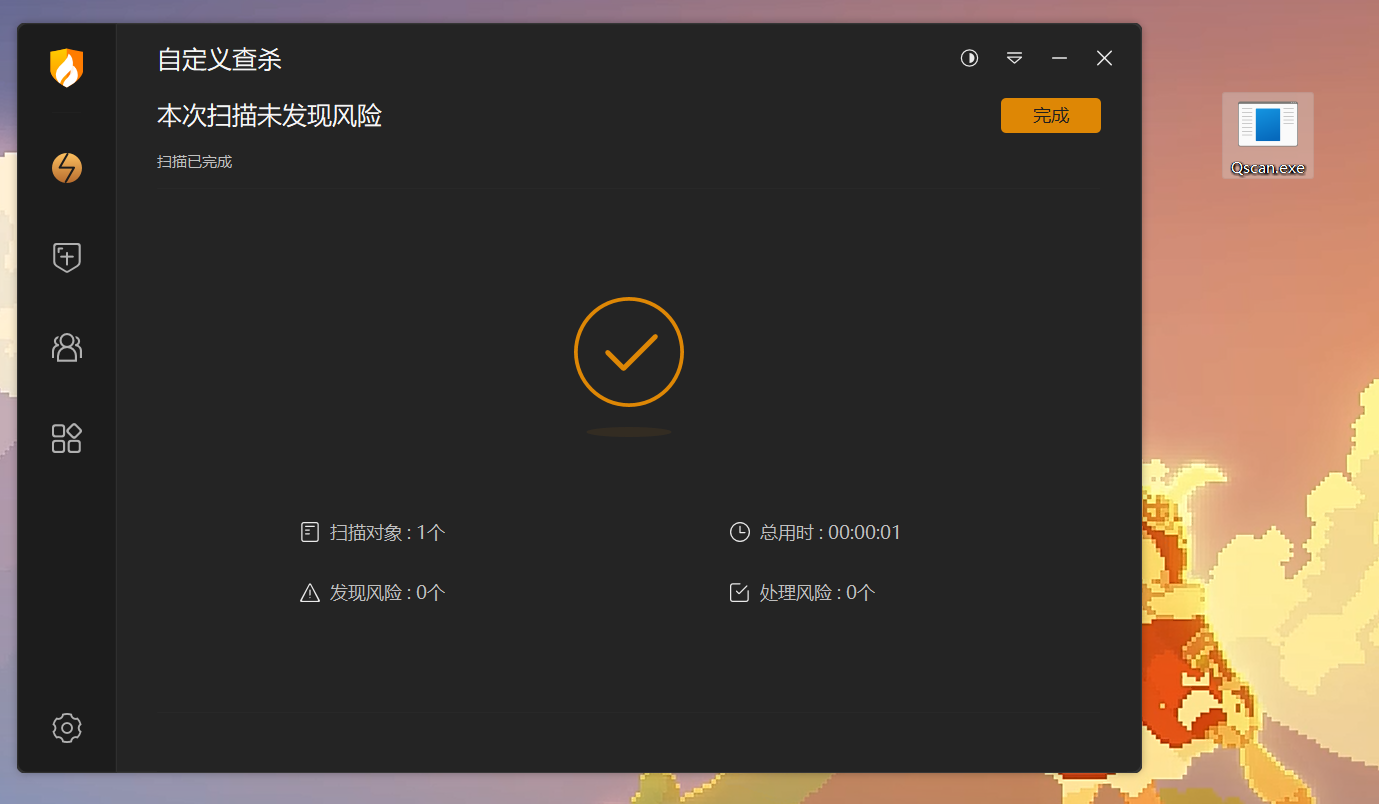 自定义查杀
本次扫描未发现风险
完成
扫描已完成
Qscan.exe
扫描对象 : 1个
总用时 : 00:00:01
发现风险 : 0个
处理风险 : 0个